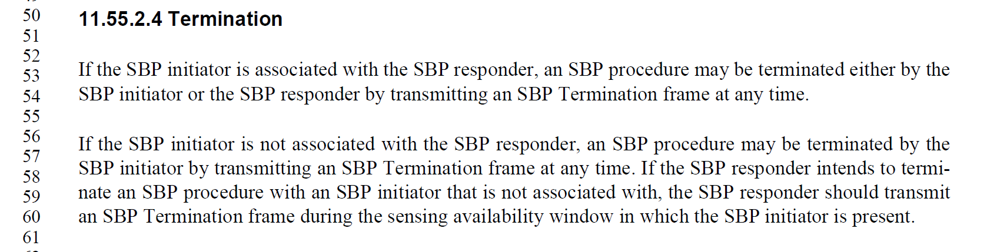 50 11.55.2.4 Termination
51
52
53 If the SBP initiator is associated with the SBP responder, an SBP procedure may be terminated either by the
54 SBP initiator or the SBP responder by transmitting an SBP Termination frame at any time.
55
56 If the SBP initiator is not associated with the SBP responder, an SBP procedure may be terminated by the
57
58 SBP initiator by transmitting an SBP Termination frame at any time. If the SBP responder intends to termi-
59 nate an SBP procedure with an SBP initiator that is not associated with, the SBP responder should transmit
60 an SBP Termination frame during the sensing availability window in which the SBP initiator is present.
61